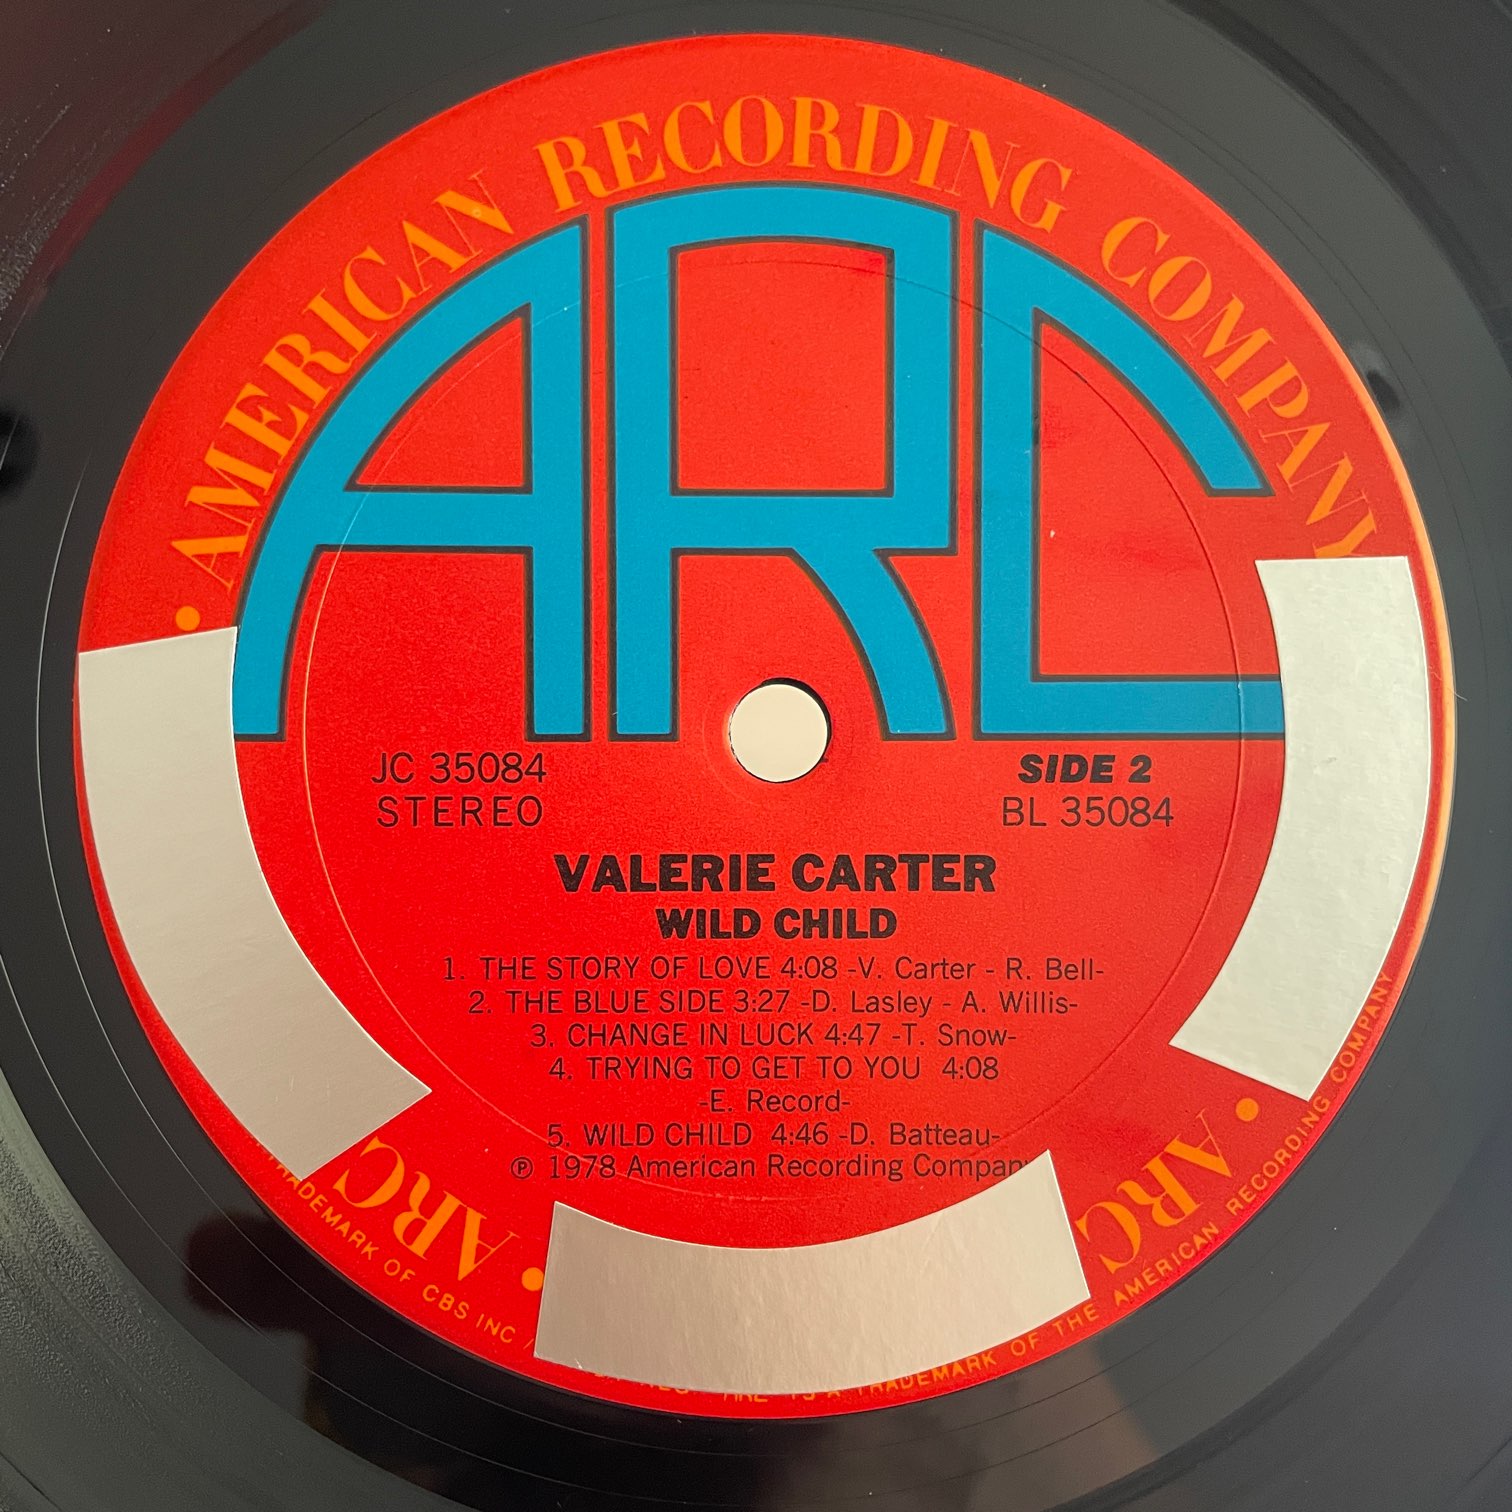 • AMERICAN RECORDING COMPANY
ARC
JC 35084
STEREO
SIDE 2
BL 35084
VALERIE CARTER
WILD CHILD
1. THE STORY OF LOVE 4:08 -V. Carter - R. Bell-
2. THE BLUE SIDE 3:27 -D. Lasley - A. Willis-
3. CHANGE IN LUCK 4:47 -T. Snow-
4. TRYING TO GET TO YOU 4:08
-E. Record-
5. WILD CHILD 4:46 -D. Batteau-
℗ 1978 American Recording Company
• ARC
• ARC
TRADEMARK OF CBS INC /
TRADEMARK OF THE AMERICAN RECORDING COMPANY